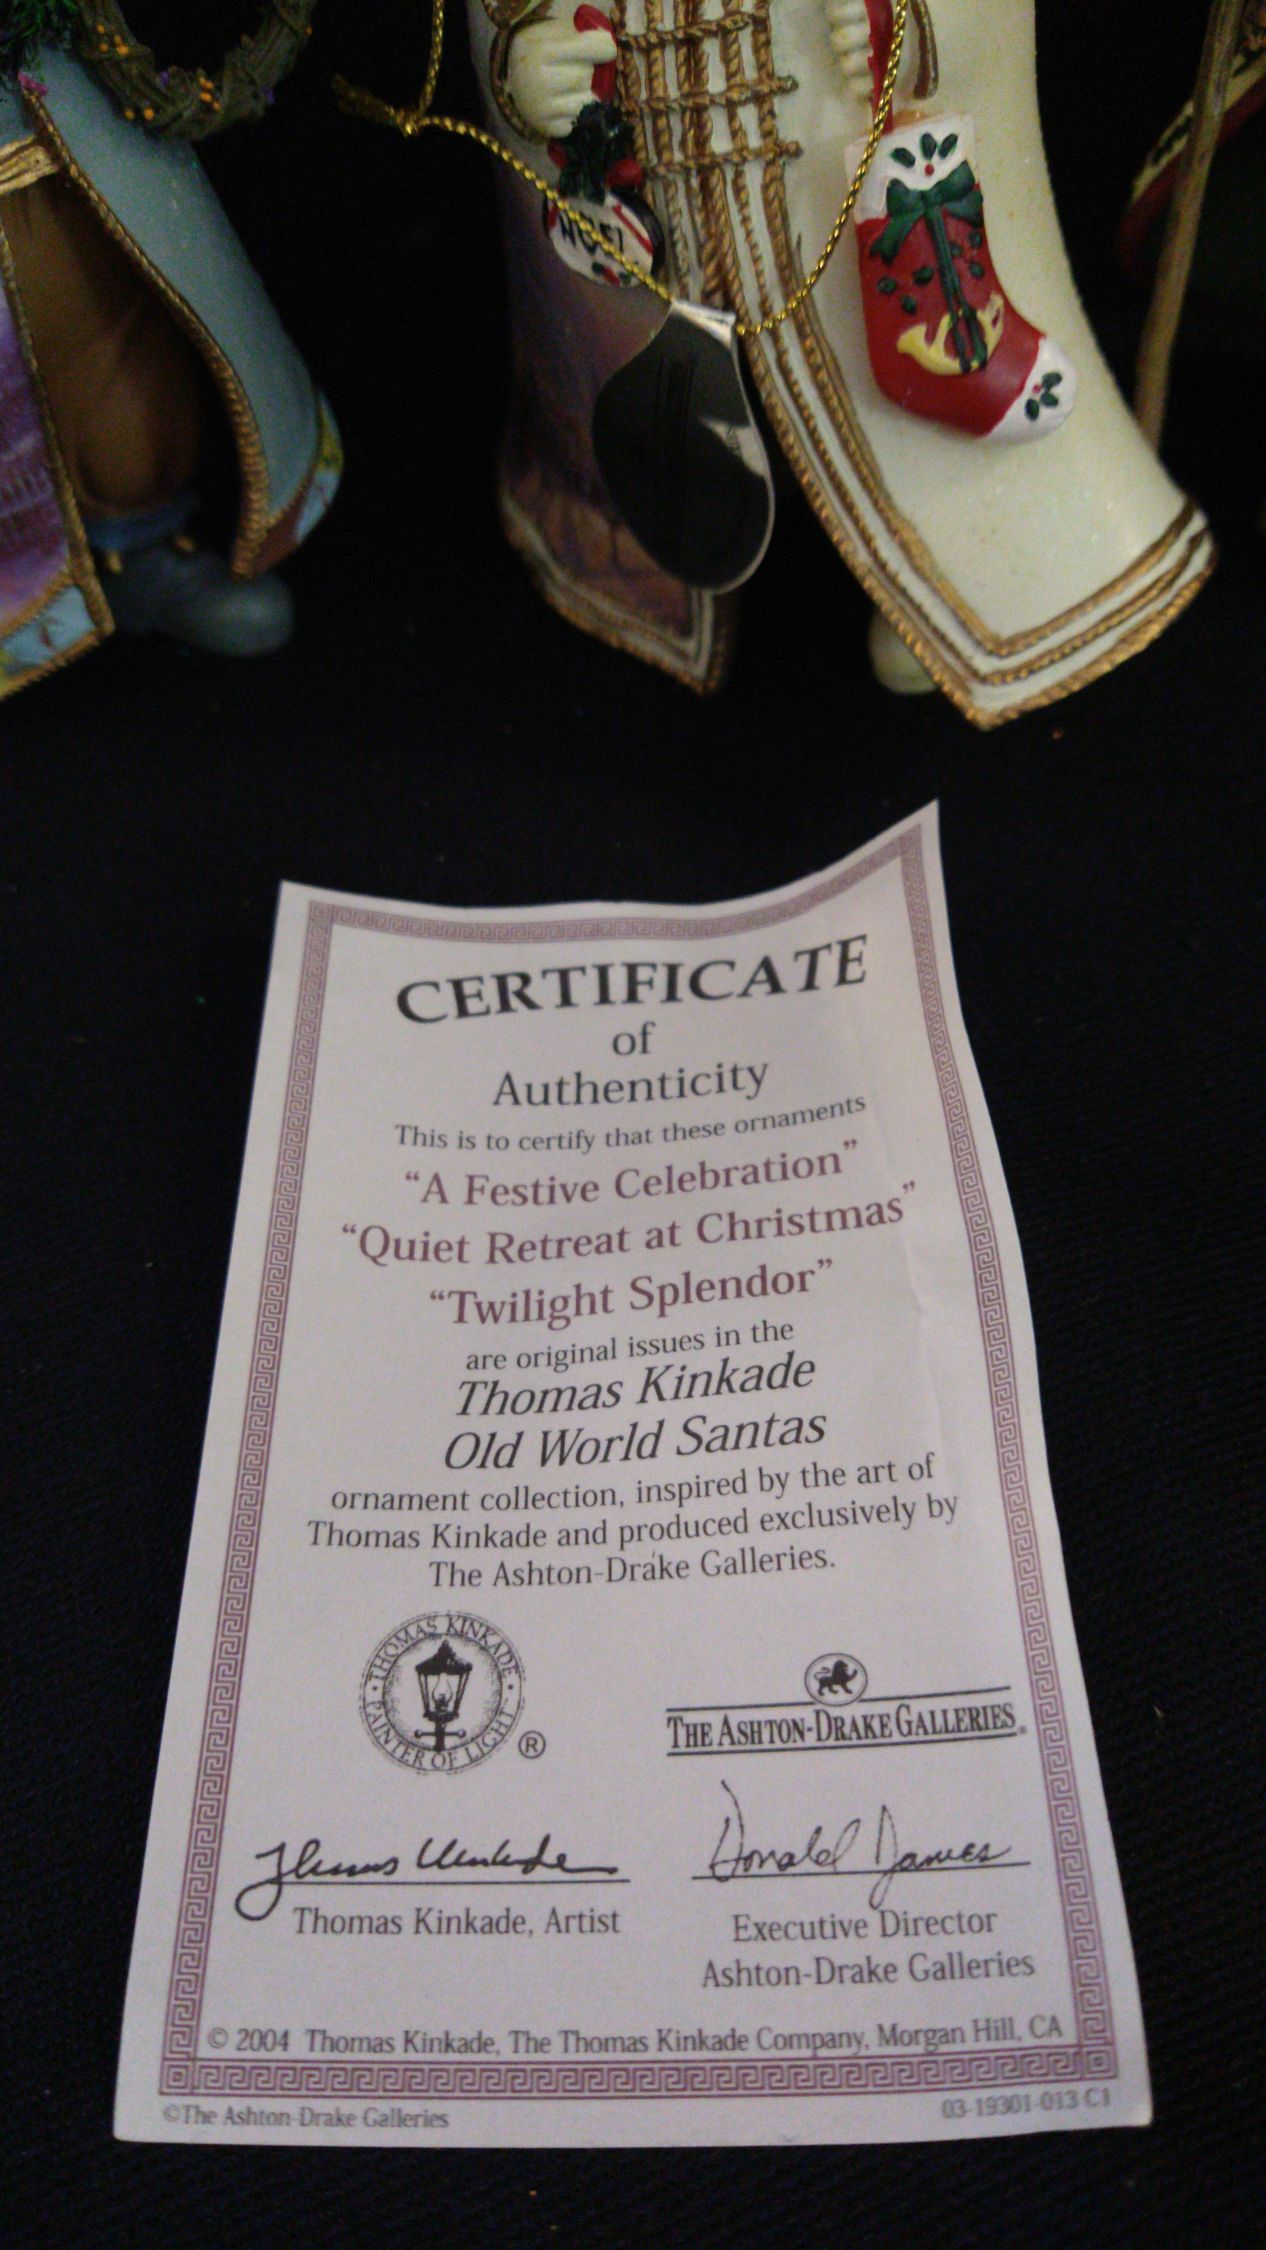 NOEL
CERTIFICATE
of
Authenticity
This is to certify that these ornaments
“A Festive Celebration”
“Quiet Retreat at Christmas”
“Twilight Splendor”
are original issues in the
Thomas Kinkade
Old World Santas
ornament collection, inspired by the art of
Thomas Kinkade and produced exclusively by
The Ashton-Drake Galleries.
· THOMAS KINKADE ·
PAINTER OF LIGHT
®
THE ASHTON-DRAKE GALLERIES®
Thomas Kinkade
Donald James
Thomas Kinkade, Artist
Executive Director
Ashton-Drake Galleries
© 2004 Thomas Kinkade, The Thomas Kinkade Company, Morgan Hill, CA
©The Ashton-Drake Galleries
03-19301-013 C1